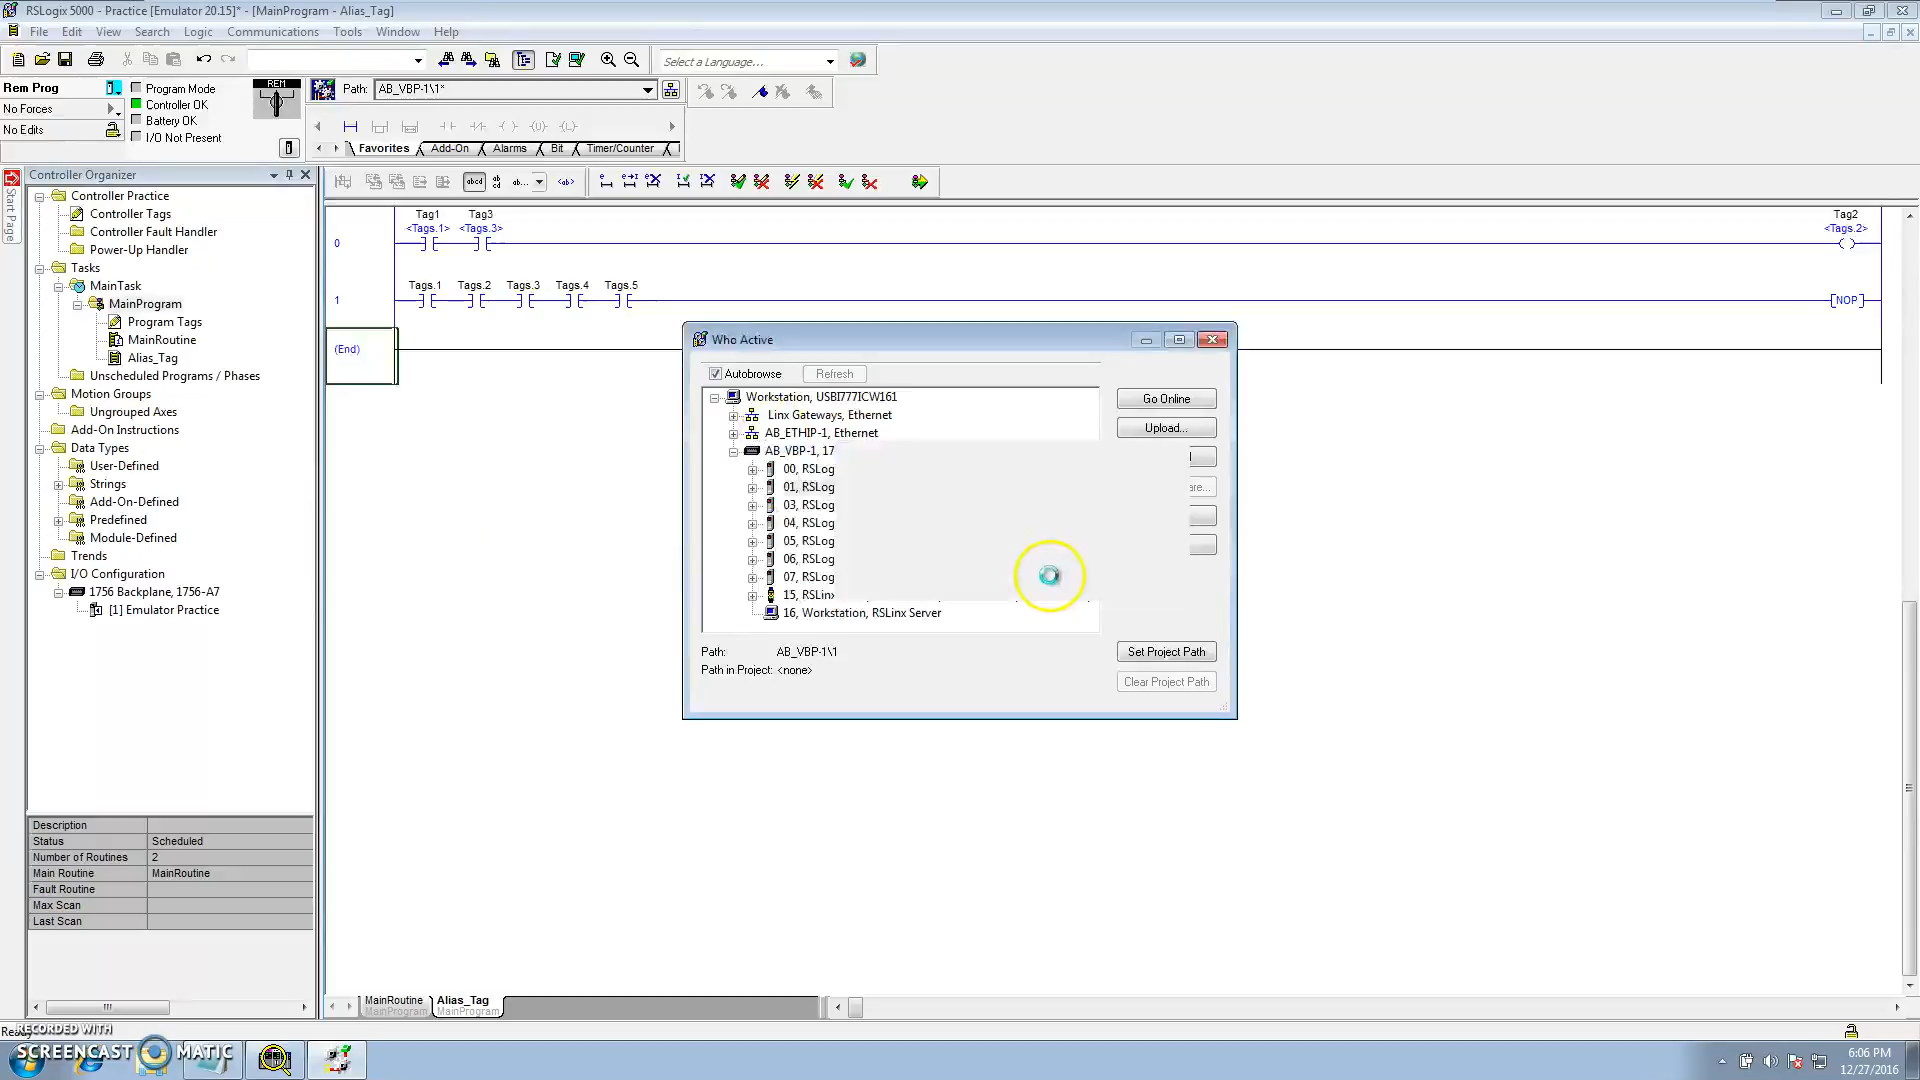 RSLogix 5000 - Practice [Emulator 20.15]* - [MainProgram - Alias_Tag]
File Edit View Search Logic Communications Tools Window Help
Select a Language...
Rem Prog
No Forces
No Edits
Program Mode
Controller OK
Battery OK
I/O Not Present
REM
Path: AB_VBP-1\1*
Favorites Add-On Alarms Bit Timer/Counter
Start Page
Controller Organizer
Controller Practice
Controller Tags
Controller Fault Handler
Power-Up Handler
Tasks
MainTask
MainProgram
Program Tags
MainRoutine
Alias_Tag
Unscheduled Programs / Phases
Motion Groups
Ungrouped Axes
Add-On Instructions
Data Types
User-Defined
Strings
Add-On-Defined
Predefined
Module-Defined
Trends
I/O Configuration
1756 Backplane, 1756-A7
[1] Emulator Practice
Description
Status Scheduled
Number of Routines 2
Main Routine MainRoutine
Fault Routine
Max Scan
Last Scan
Tag1 Tag3 Tag2
<Tags.1> <Tags.3> <Tags.2>
0
Tags.1 Tags.2 Tags.3 Tags.4 Tags.5
1 NOP
(End)
Who Active
Autobrowse Refresh
Workstation, USBI777ICW161
Linx Gateways, Ethernet
AB_ETHIP-1, Ethernet
AB_VBP-1, 17
00, RSLog
01, RSLog
03, RSLog
04, RSLog
05, RSLog
06, RSLog
07, RSLog
15, RSLinx
16, Workstation, RSLinx Server
Go Online
Upload...
are...
Set Project Path
Clear Project Path
Path: AB_VBP-1\1
Path in Project: <none>
MainRoutine
MainProgram
Alias_Tag
MainProgram
Ready
RECORDED WITH
SCREENCAST MATIC
6:06 PM
12/27/2016